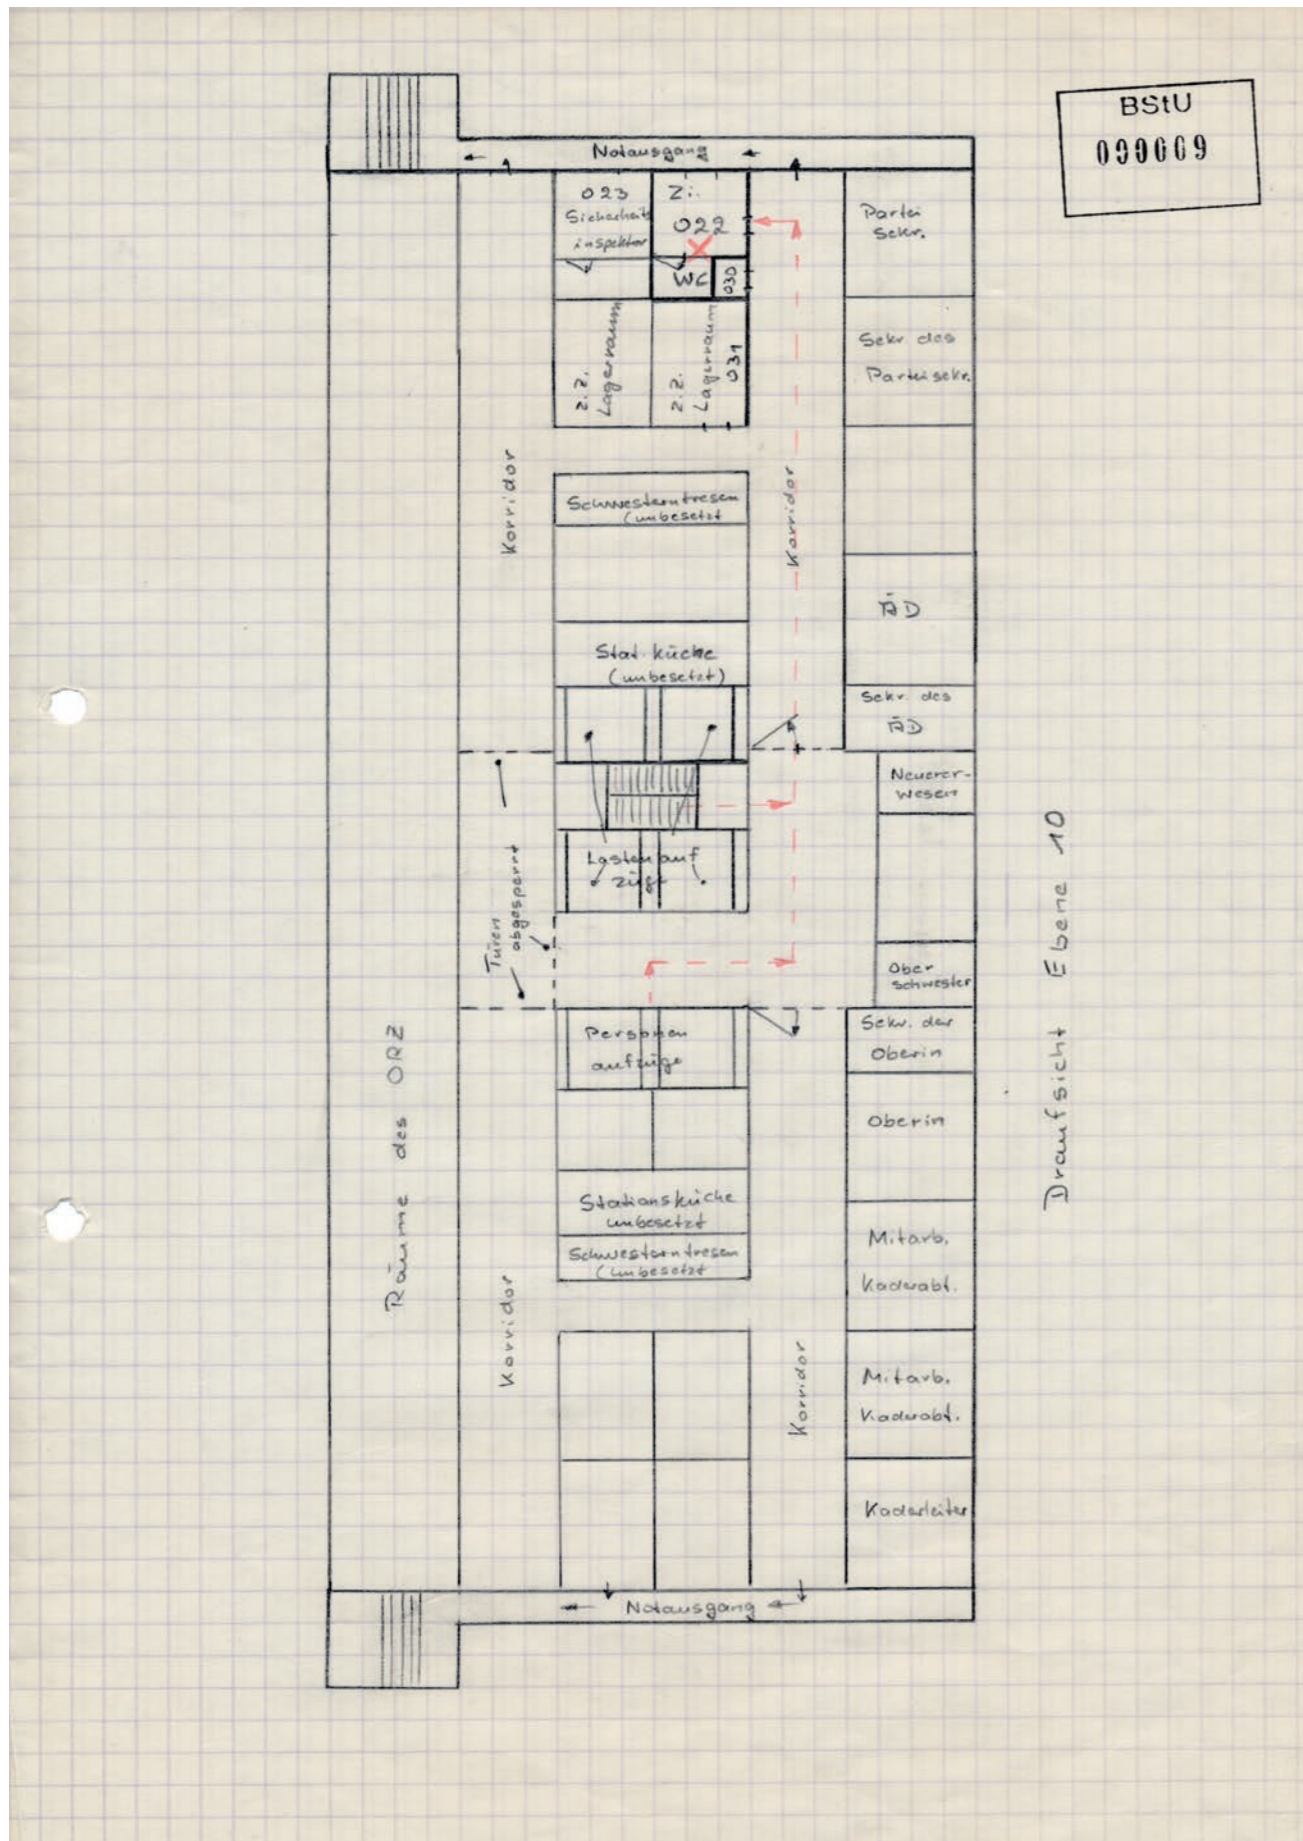 BStU
000009
Notausgang
023
Sicherheits
inspektor
Zi.
022
WC
030
z.Z.
Lagerraum
z.Z.
Lagerraum
031
Partei
Sekr.
Sekr. des
Parteisekr.
Korridor
Korridor
Schwesterntresen
(unbesetzt
ÄD
Stat. küche
(unbesetzt)
Sekr. des
ÄD
Neuerer-
wesen
Türen
abgesperrt
Lastenauf
züge
Ober
schwester
Personen
aufzüge
Sekr. der
Oberin
Oberin
Räume des ORZ
Draufsicht Ebene 10
Stationsküche
unbesetzt
Schwesterntresen
(unbesetzt
Mitarb.
Kaderabt.
Korridor
Korridor
Mitarb.
Kaderabt.
Kaderleiter
Notausgang